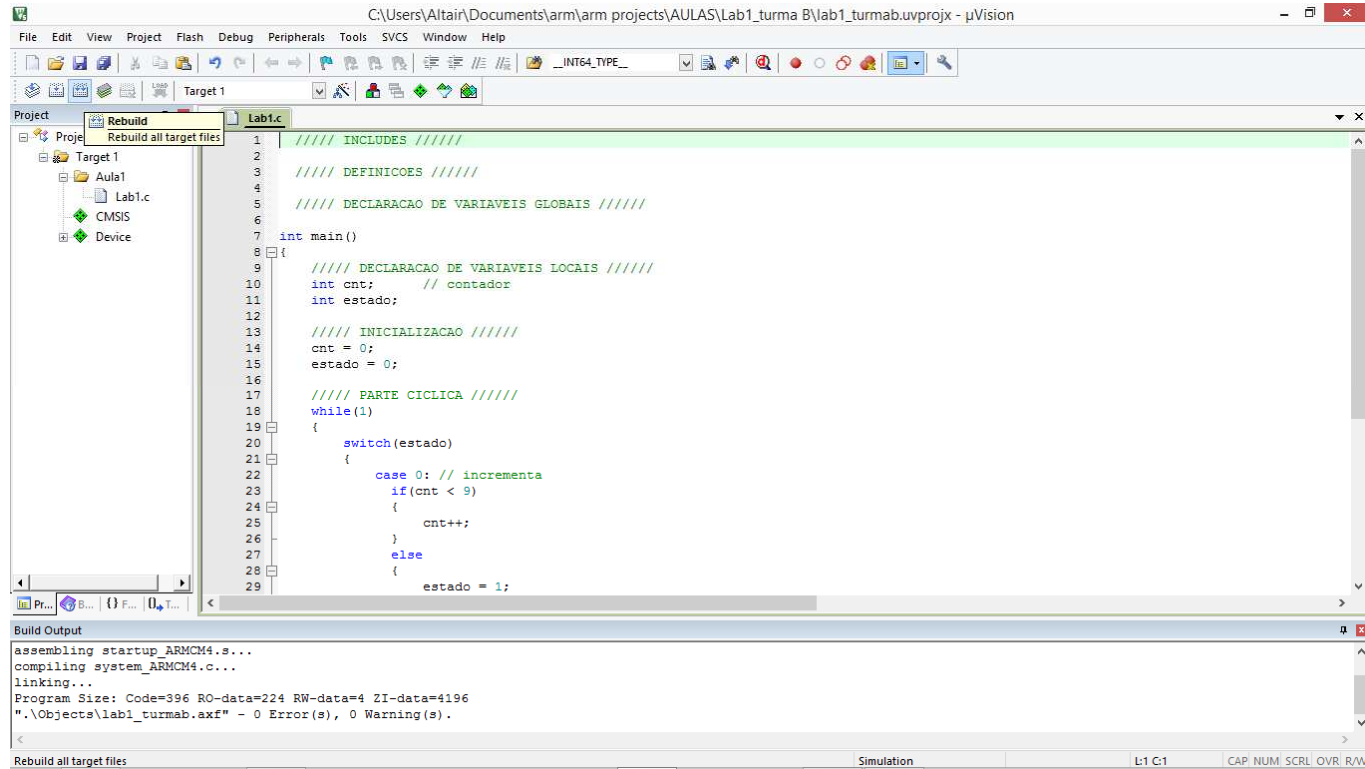 C:\Users\Altair\Documents\arm\arm projects\AULAS\Lab1_turma B\lab1_turmab.uvprojx - µVision
File Edit View Project Flash Debug Peripherals Tools SVCS Window Help
__INT64_TYPE__
LOAD Target 1
Project
Rebuild
Rebuild all target files
Lab1.c
Target 1
Aula1
Lab1.c
CMSIS
Device
1 ///// INCLUDES //////
2
3 ///// DEFINICOES //////
4
5 ///// DECLARACAO DE VARIAVEIS GLOBAIS //////
6
7 int main()
8 {
9 ///// DECLARACAO DE VARIAVEIS LOCAIS //////
10 int cnt; // contador
11 int estado;
12
13 ///// INICIALIZACAO //////
14 cnt = 0;
15 estado = 0;
16
17 ///// PARTE CICLICA //////
18 while(1)
19 {
20 switch(estado)
21 {
22 case 0: // incrementa
23 if(cnt < 9)
24 {
25 cnt++;
26 }
27 else
28 {
29 estado = 1;
Pr... B... {} F... T...
Build Output
assembling startup_ARMCM4.s...
compiling system_ARMCM4.c...
linking...
Program Size: Code=396 RO-data=224 RW-data=4 ZI-data=4196
".\Objects\lab1_turmab.axf" - 0 Error(s), 0 Warning(s).
Rebuild all target files Simulation L:1 C:1 CAP NUM SCRL OVR R/W